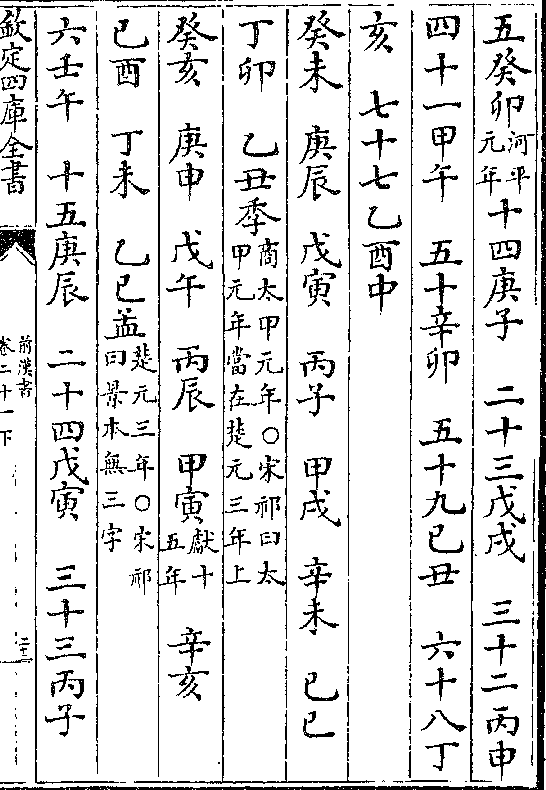 五癸卯河平元年十四庚子 二十三戊戌 三十二丙申
四十一甲午 五十辛卯 五十九己丑 六十八丁
亥 七十七乙酉中
癸未 庚辰 戊寅 丙子 甲戌 辛未 己巳
丁卯 乙丑季商太甲元年○宋祁曰太甲元年當在楚元三年上
癸亥 庚申 戊午 丙辰 甲寅獻十五年 辛亥
己酉 丁未 乙巳孟楚元三年○宋祁曰景本無三字
六壬午 十五庚辰 二十四戊寅 三十三丙子
欽定四庫全書
前漢書
卷二十一下